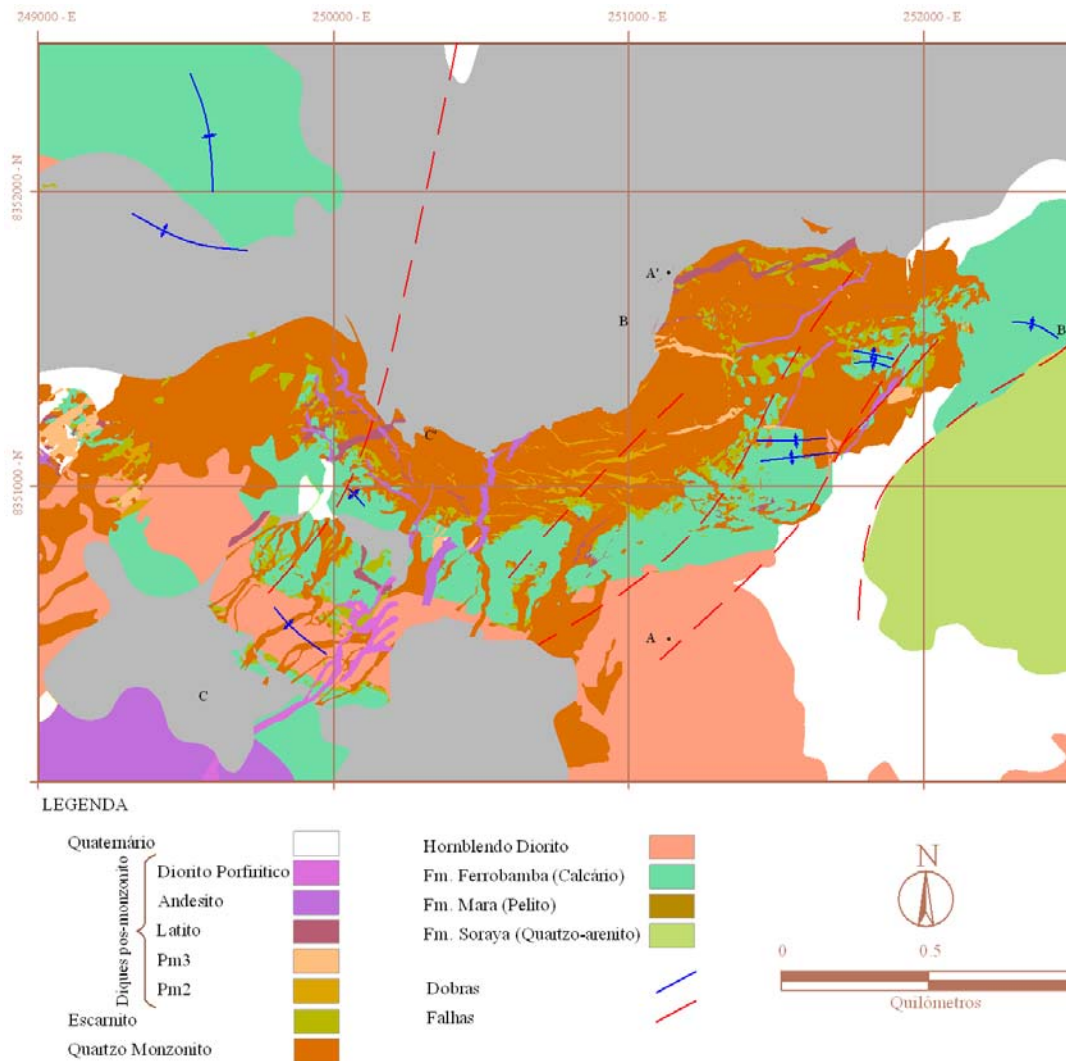 249000 - E
250000 - E
251000 - E
252000 - E
8352000 - N
8351000 - N
A'
B
B
C'
A
C
LEGENDA
Quaternário
Diques pos-monzonito
Diorito Porfiritico
Andesito
Latito
Pm3
Pm2
Escarnito
Quartzo Monzonito
Hornblendo Diorito
Fm. Ferrobamba (Calcário)
Fm. Mara (Pelito)
Fm. Soraya (Quartzo-arenito)
Dobras
Falhas
N
0
0.5
Quilômetros